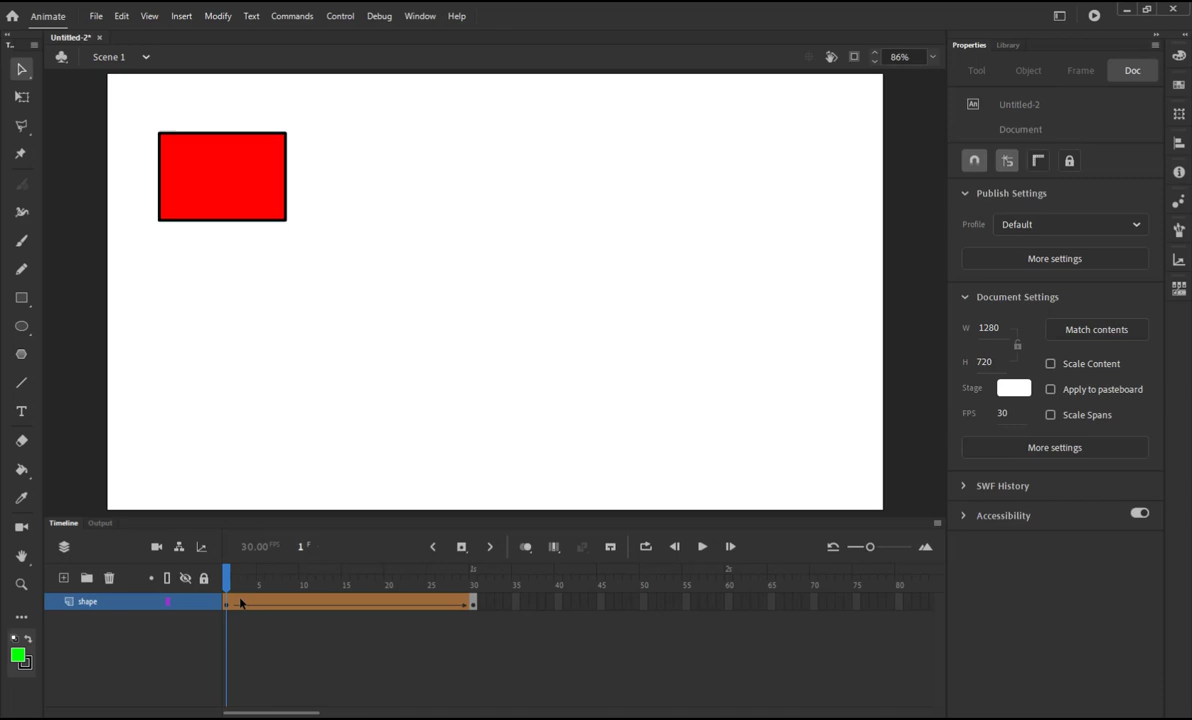 Animate File Edit View Insert Modify Text Commands Control Debug Window Help
Untitled-2* ×
T...
Scene 1 86%
Properties Library
Tool Object Frame Doc
An Untitled-2
Document
Publish Settings
Profile Default
More settings
Document Settings
W 1280 Match contents
H 720 Scale Content
Stage Apply to pasteboard
FPS 30 Scale Spans
More settings
SWF History
Accessibility
Timeline Output
30.00 FPS 1 F
1s 2s
5 10 15 20 25 30 35 40 45 50 55 60 65 70 75 80
shape